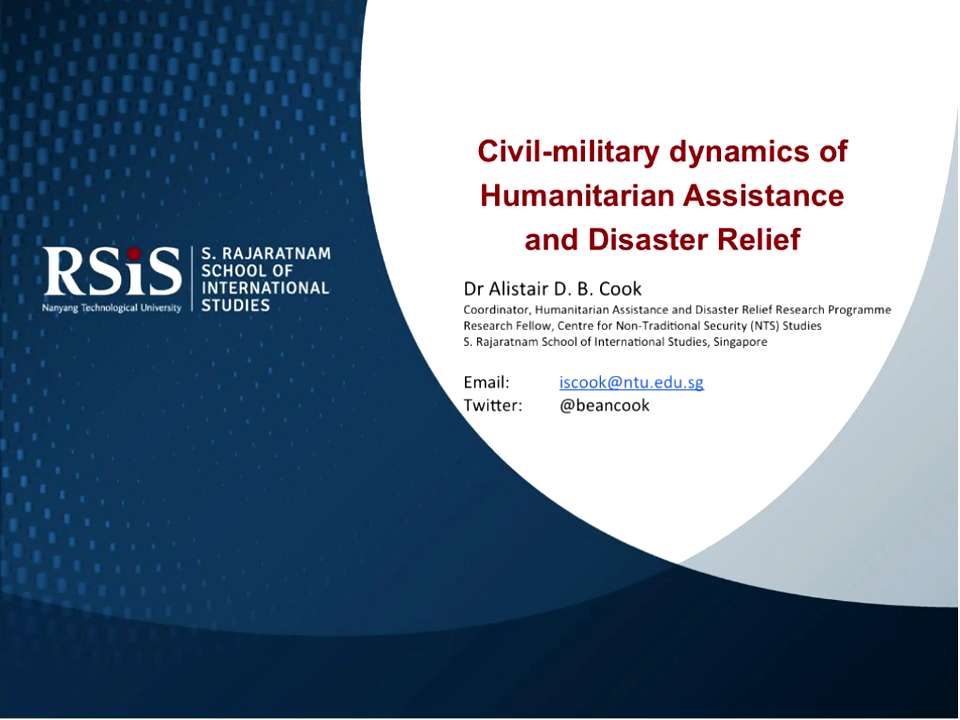 RSiS
Nanyang Technological University
S. RAJARATNAM
SCHOOL OF
INTERNATIONAL
STUDIES
Civil-military dynamics of
Humanitarian Assistance
and Disaster Relief
Dr Alistair D. B. Cook
Coordinator, Humanitarian Assistance and Disaster Relief Research Programme
Research Fellow, Centre for Non-Traditional Security (NTS) Studies
S. Rajaratnam School of International Studies, Singapore
Email: iscook@ntu.edu.sg
Twitter: @beancook